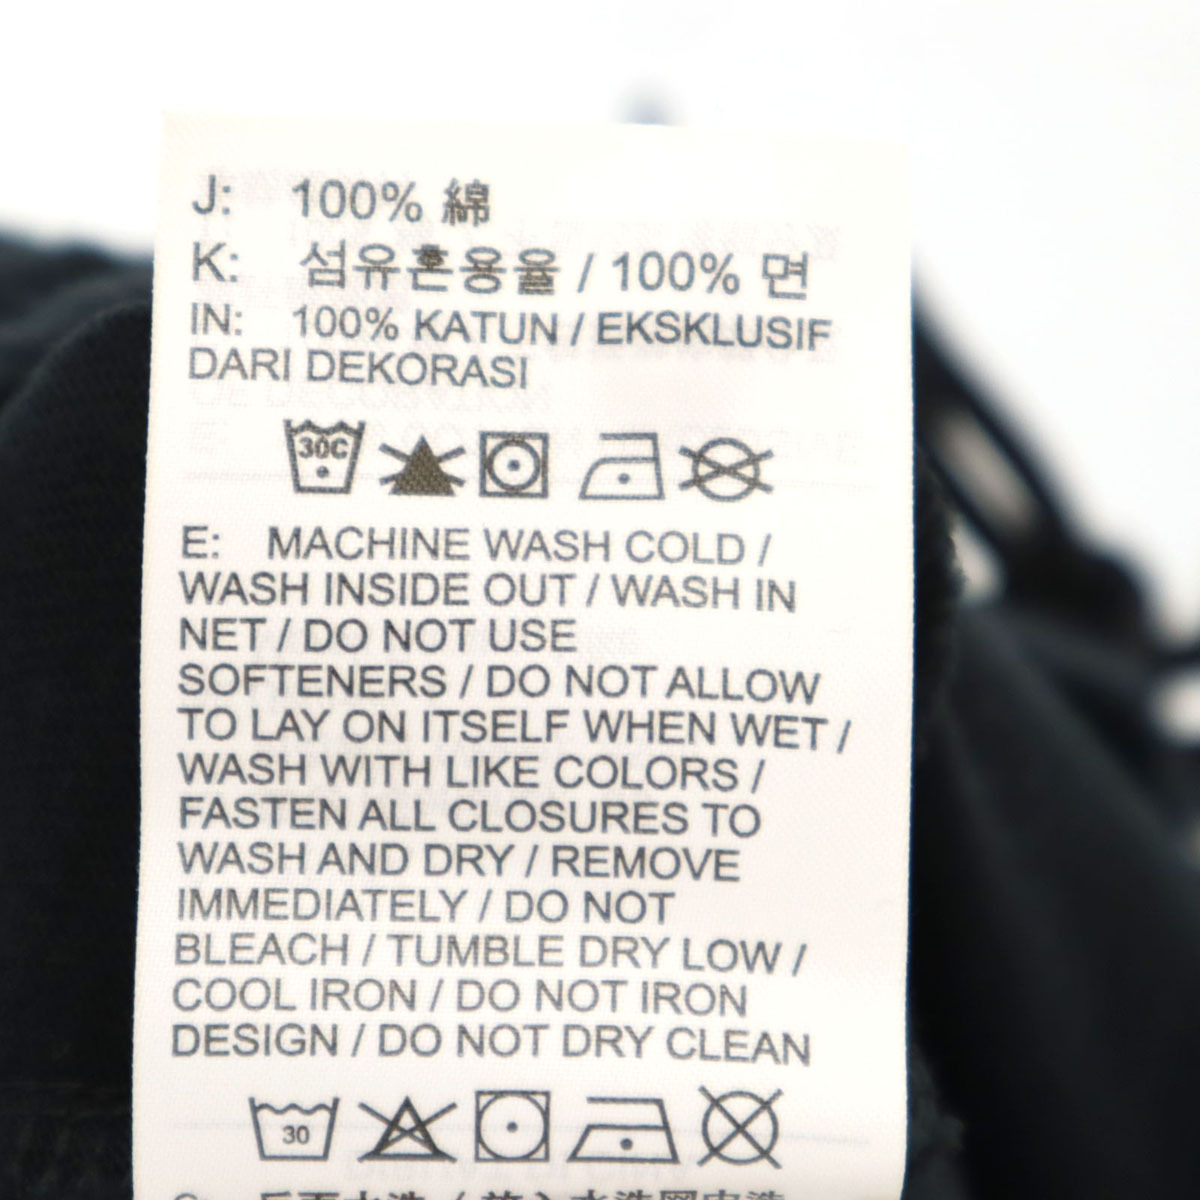 J: 100% 綿
K: 섬유혼용율 / 100% 면
IN: 100% KATUN / EKSKLUSIF
DARI DEKORASI
30C
E: MACHINE WASH COLD /
WASH INSIDE OUT / WASH IN
NET / DO NOT USE
SOFTENERS / DO NOT ALLOW
TO LAY ON ITSELF WHEN WET /
WASH WITH LIKE COLORS /
FASTEN ALL CLOSURES TO
WASH AND DRY / REMOVE
IMMEDIATELY / DO NOT
BLEACH / TUMBLE DRY LOW /
COOL IRON / DO NOT IRON
DESIGN / DO NOT DRY CLEAN
30